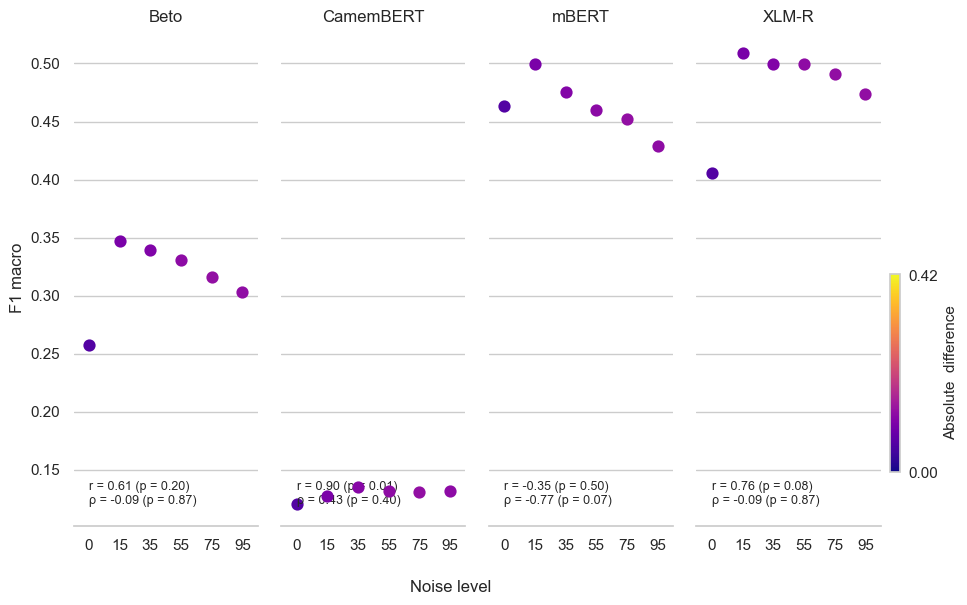 Beto
CamemBERT
mBERT
XLM-R
F1 macro
0.50
0.45
0.40
0.35
0.30
0.25
0.20
0.15
r = 0.61 (p = 0.20)
ρ = -0.09 (p = 0.87)
r = 0.90 (p = 0.01)
ρ = 0.43 (p = 0.40)
r = -0.35 (p = 0.50)
ρ = -0.77 (p = 0.07)
r = 0.76 (p = 0.08)
ρ = -0.09 (p = 0.87)
0 15 35 55 75 95
0 15 35 55 75 95
0 15 35 55 75 95
0 15 35 55 75 95
Noise level
0.42
0.00
Absolute difference